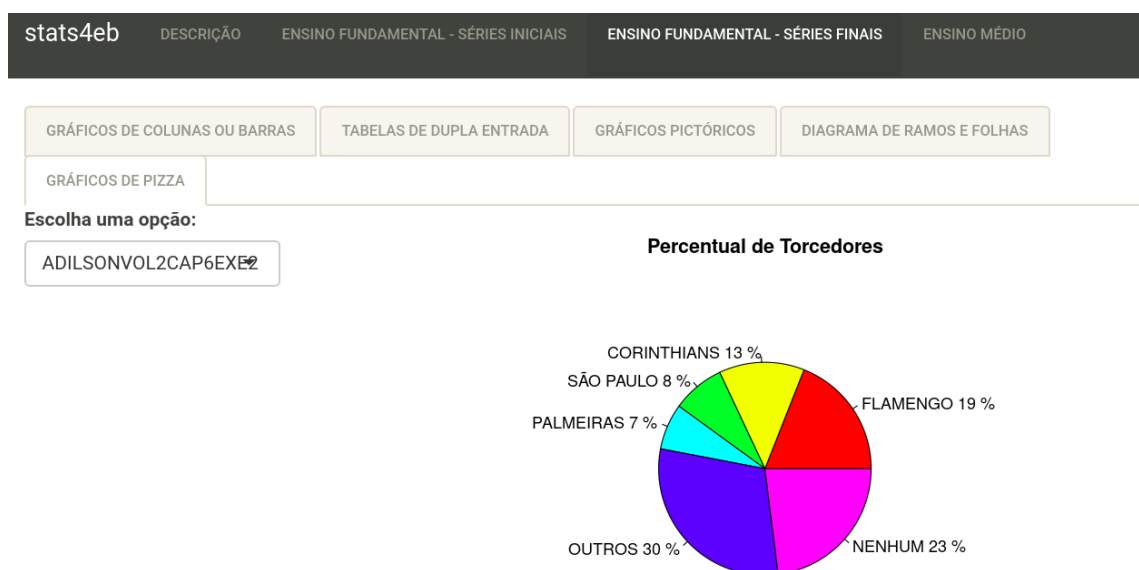 stats4eb DESCRIÇÃO ENSINO FUNDAMENTAL - SÉRIES INICIAIS ENSINO FUNDAMENTAL - SÉRIES FINAIS ENSINO MÉDIO
GRÁFICOS DE COLUNAS OU BARRAS TABELAS DE DUPLA ENTRADA GRÁFICOS PICTÓRICOS DIAGRAMA DE RAMOS E FOLHAS
GRÁFICOS DE PIZZA
Escolha uma opção:
ADILSONVOL2CAP6EXE2
Percentual de Torcedores
CORINTHIANS 13 %
SÃO PAULO 8 %
FLAMENGO 19 %
PALMEIRAS 7 %
OUTROS 30 %
NENHUM 23 %